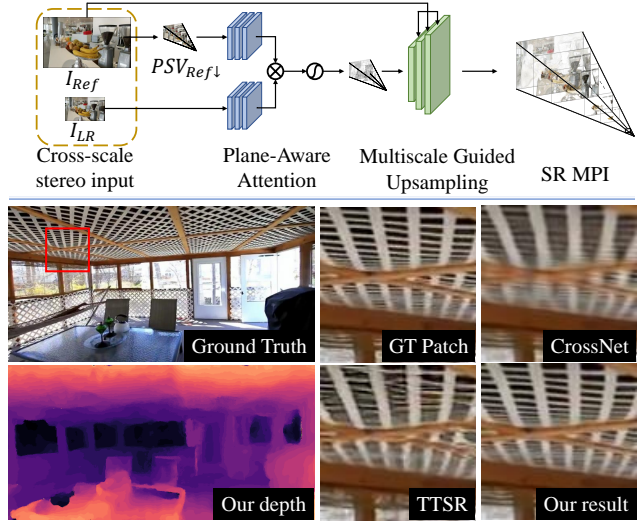 I_Ref
PSV_Ref↓
I_LR
Cross-scale
stereo input
Plane-Aware
Attention
Multiscale Guided
Upsampling
SR MPI
Ground Truth
GT Patch
CrossNet
Our depth
TTSR
Our result